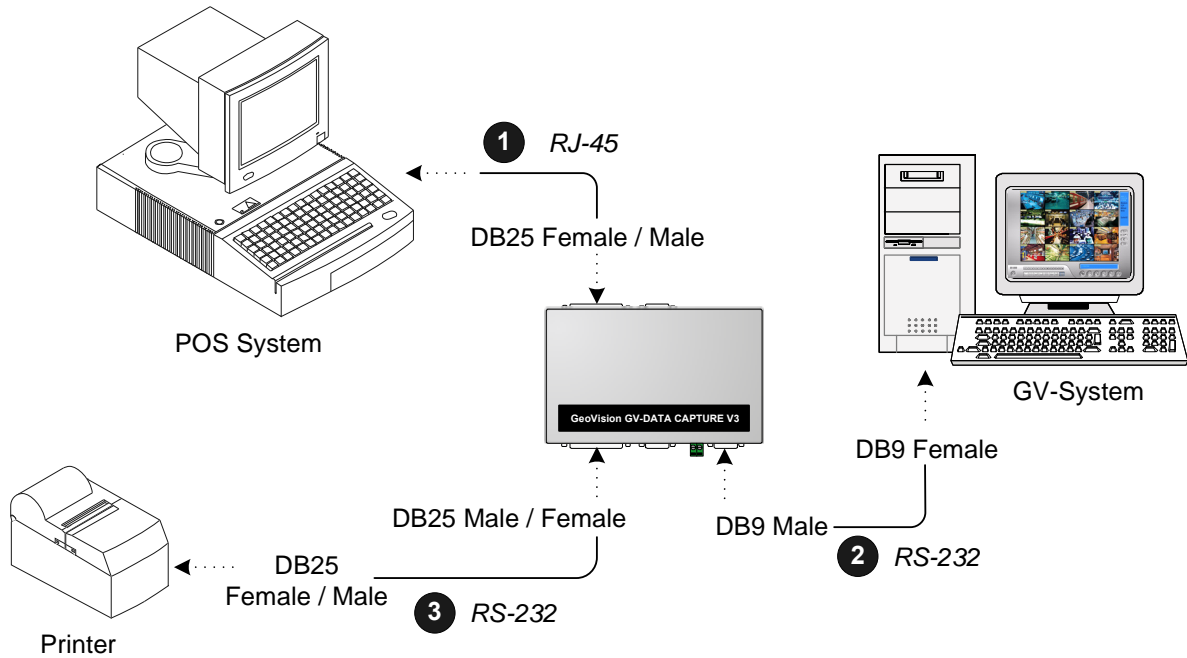 1 RJ-45
DB25 Female / Male
POS System
GeoVision GV-DATA CAPTURE V3
GV-System
DB9 Female
DB25 Male / Female
DB9 Male
2 RS-232
DB25
Female / Male
3 RS-232
Printer